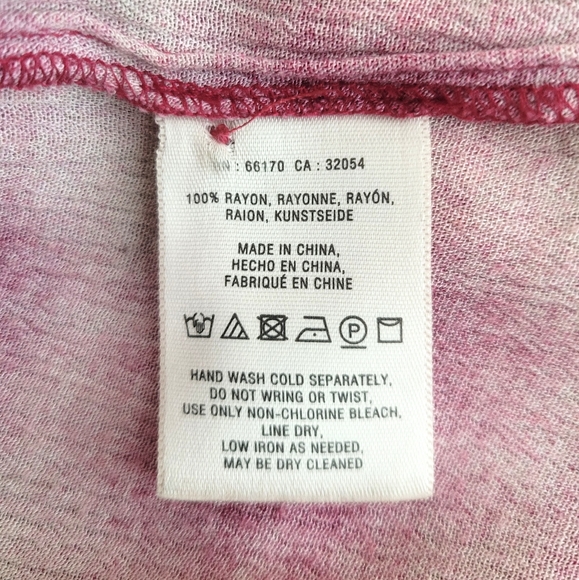 : 66170 CA : 32054
100% RAYON, RAYONNE, RAYÓN,
RAION, KUNSTSEIDE
MADE IN CHINA,
HECHO EN CHINA,
FABRIQUÉ EN CHINE
P
HAND WASH COLD SEPARATELY,
DO NOT WRING OR TWIST,
USE ONLY NON-CHLORINE BLEACH,
LINE DRY,
LOW IRON AS NEEDED,
MAY BE DRY CLEANED